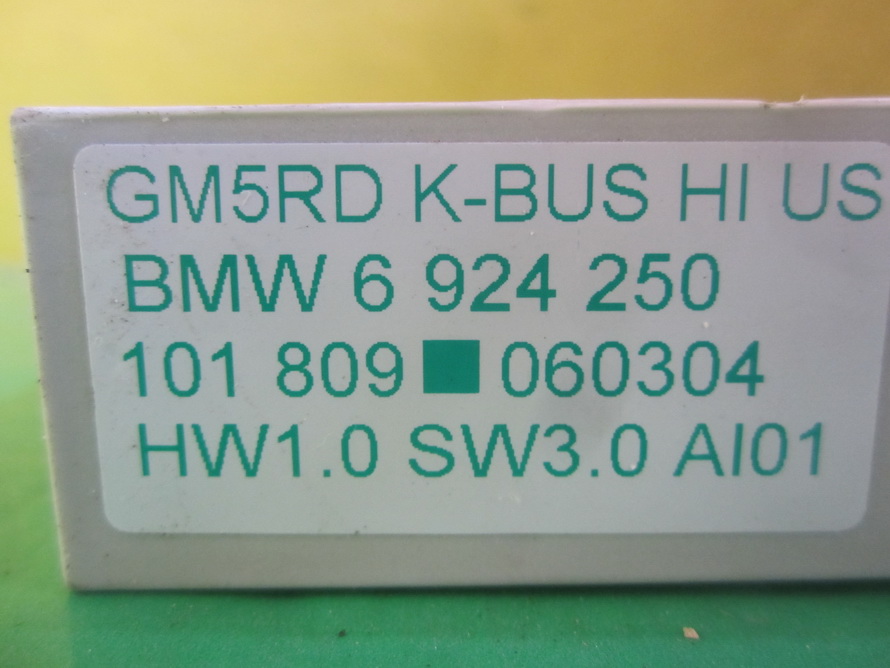 GM5RD K-BUS HI US
BMW 6 924 250
101 809 ■ 060304
HW1.0 SW3.0 AI01